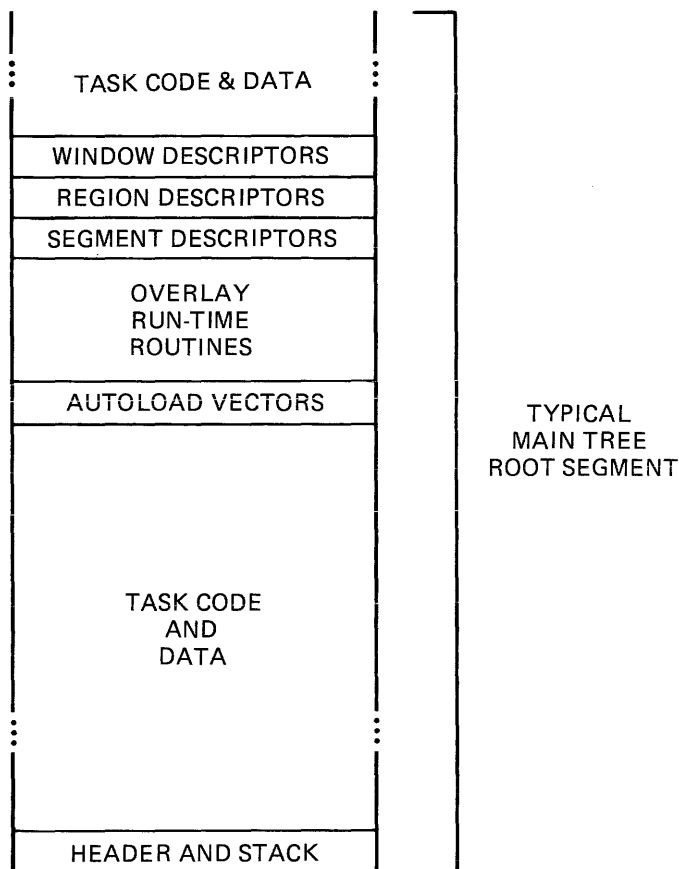 TASK CODE & DATA
WINDOW DESCRIPTORS
REGION DESCRIPTORS
SEGMENT DESCRIPTORS
OVERLAY
RUN-TIME
ROUTINES
AUTOLOAD VECTORS
TYPICAL
MAIN TREE
ROOT SEGMENT
TASK CODE
AND
DATA
HEADER AND STACK